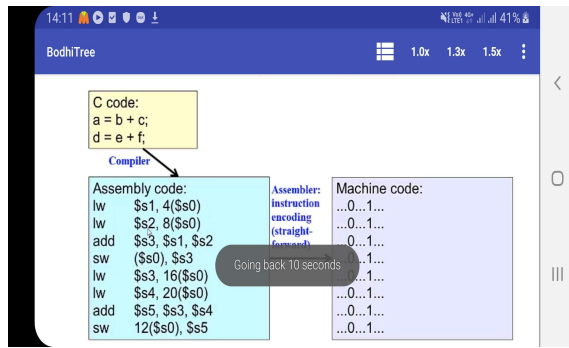 14:11 41%
BodhiTree 1.0x 1.3x 1.5x
C code:
a = b + c;
d = e + f;
Compiler
Assembly code:
lw $s1, 4($s0)
lw $s2, 8($s0)
add $s3, $s1, $s2
sw ($s0), $s3
lw $s3, 16($s0)
lw $s4, 20($s0)
add $s5, $s3, $s4
sw 12($s0), $s5
Assembler:
instruction
encoding
(straight-
forward)
Going back 10 seconds
Machine code:
...0...1...
...0...1...
...0...1...
...0...1...
...0...1...
...0...1...
...0...1...
...0...1...